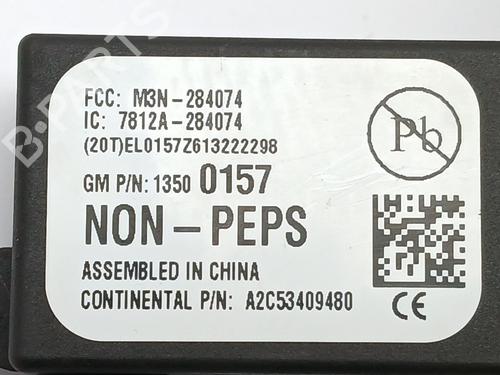 FCC: M3N-284074
IC: 7812A-284074
(20T)EL0157Z613222298
GM P/N: 1350 0157
NON-PEPS
ASSEMBLED IN CHINA
CONTINENTAL P/N: A2C53409480
Pb
CE
B-PARTS